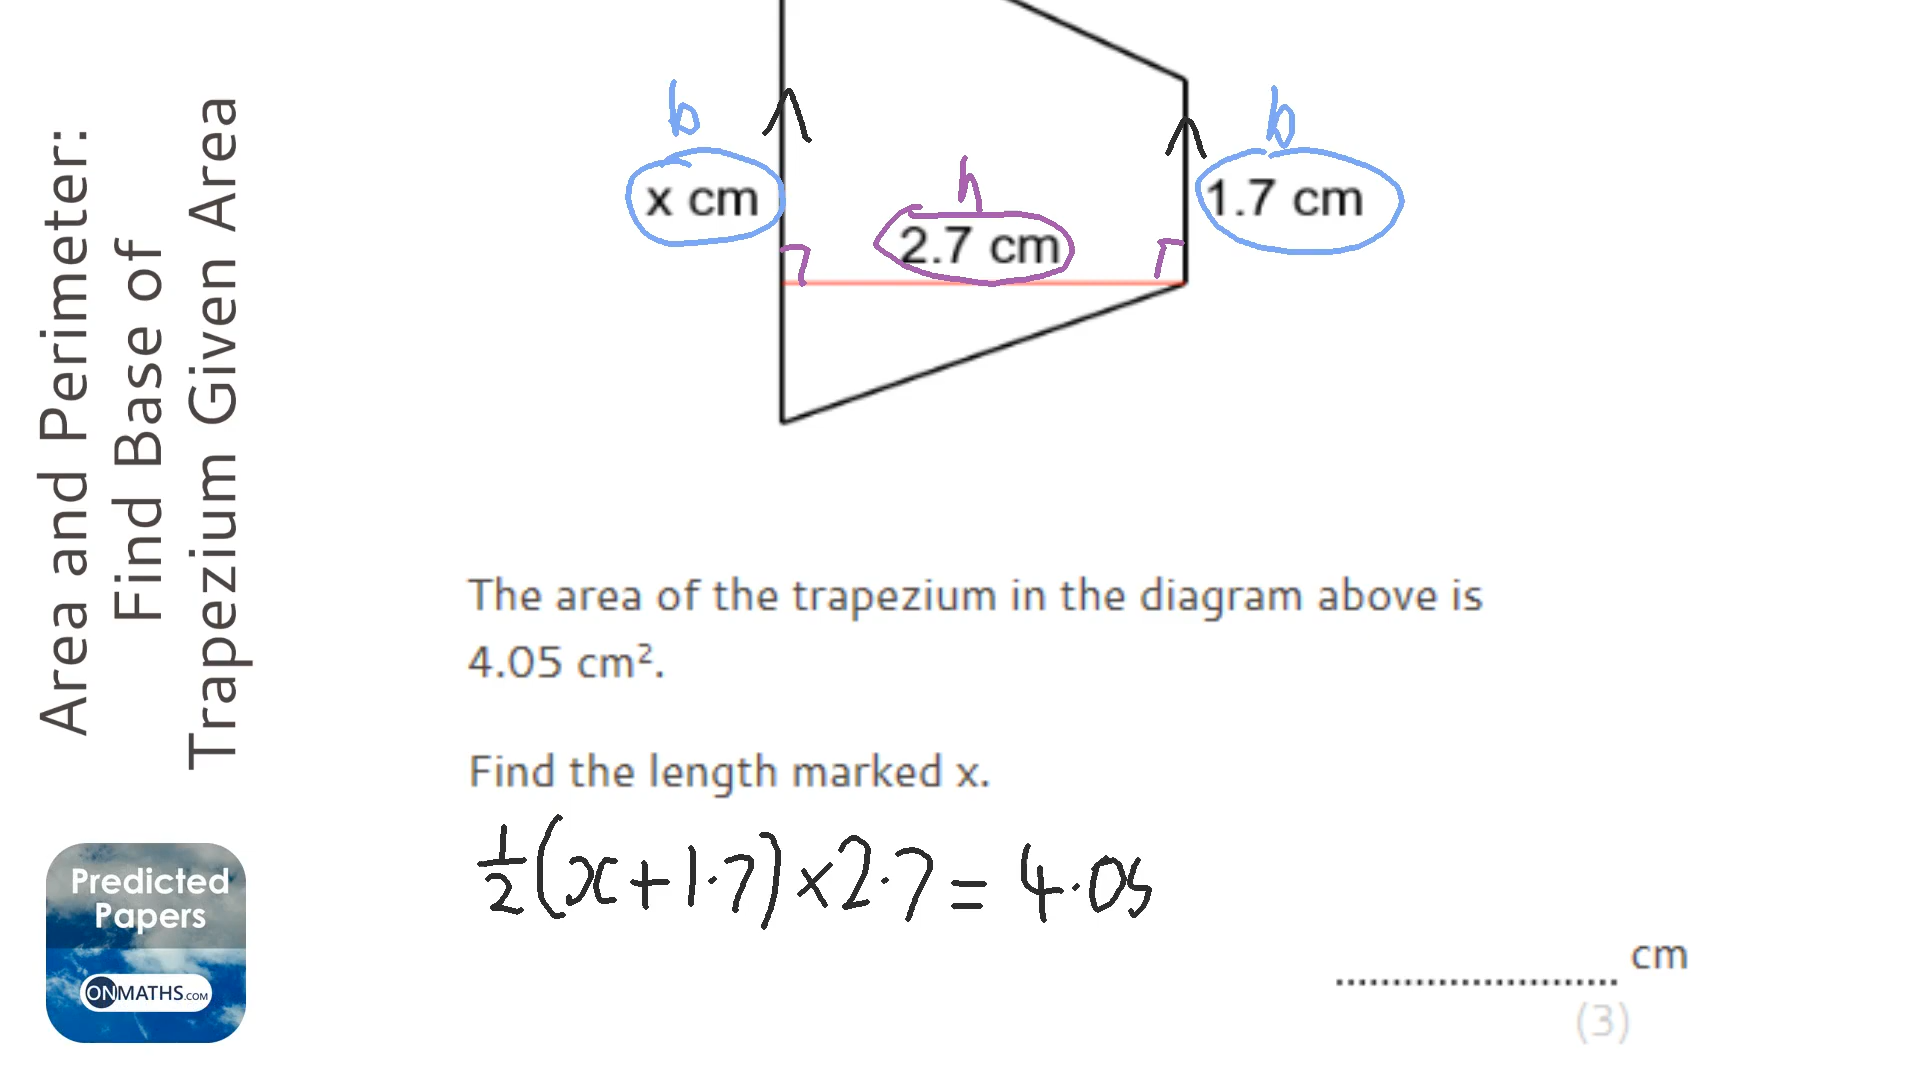 Area and Perimeter:
Find Base of
Trapezium Given Area
b
b
x cm
h
2.7 cm
1.7 cm
The area of the trapezium in the diagram above is
4.05 cm².
Find the length marked x.
½(x+1·7)×2·7=4·05
cm
(3)
Predicted
Papers
ONMATHS.COM